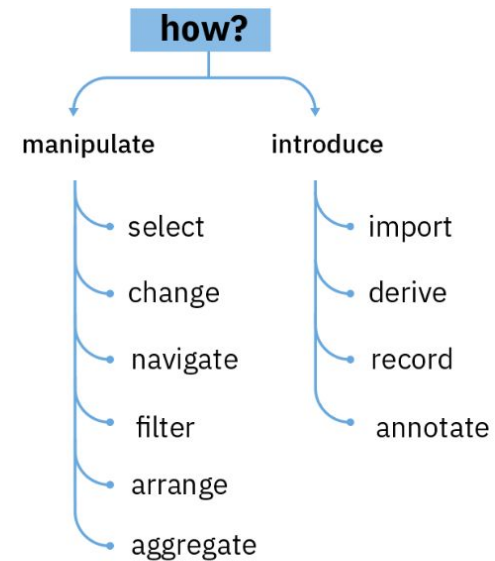 how?
manipulate
select
change
navigate
filter
arrange
aggregate
introduce
import
derive
record
annotate